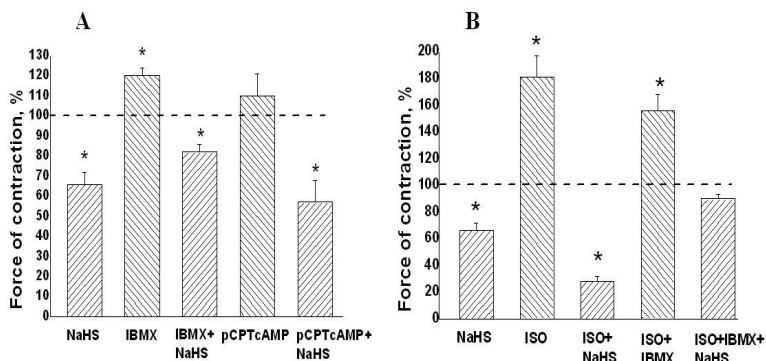 A
Force of contraction, %
130
120
110
100
90
80
70
60
50
40
30
20
10
0
*
*
*
*
NaHS
IBMX
IBMX+
NaHS
pCPTcAMP
pCPTcAMP+
NaHS
B
Force of contraction, %
200
180
160
140
120
100
80
60
40
20
0
*
*
*
*
NaHS
ISO
ISO+
NaHS
ISO+
IBMX
ISO+IBMX+
NaHS